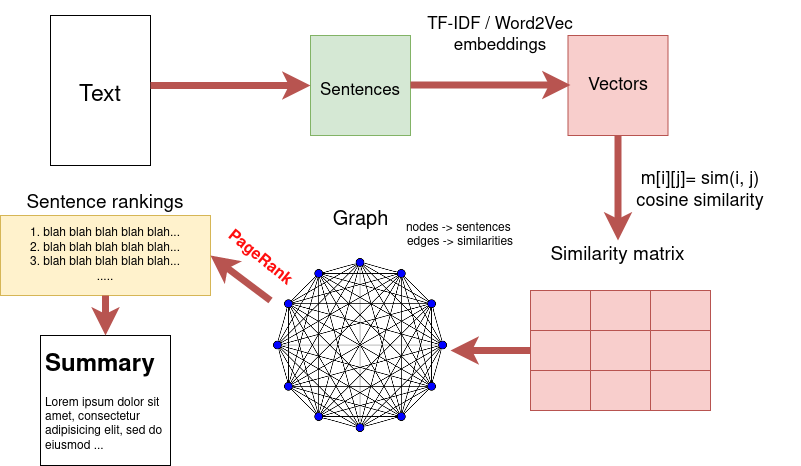 TF-IDF / Word2Vec
embeddings
Text
Sentences
Vectors
m[i][j]= sim(i, j)
cosine similarity
Similarity matrix
Graph
nodes -> sentences
edges -> similarities
PageRank
Sentence rankings
1. blah blah blah blah blah...
2. blah blah blah blah blah...
3. blah blah blah blah blah...
.....
Summary
Lorem ipsum dolor sit
amet, consectetur
adipisicing elit, sed do
eiusmod ...